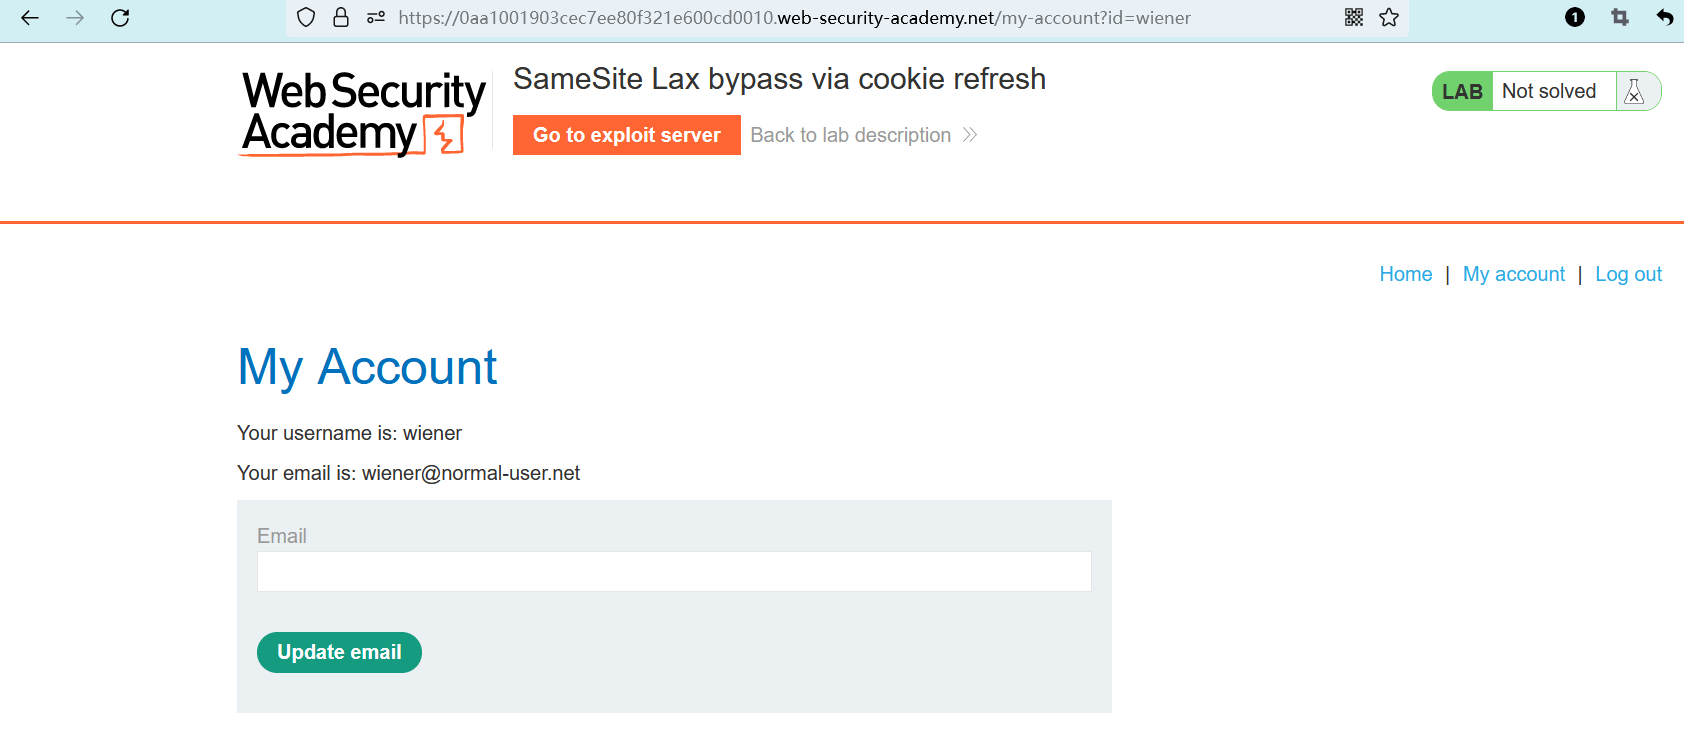 https://0aa1001903cec7ee80f321e600cd0010.web-security-academy.net/my-account?id=wiener
1
Web Security
Academy
SameSite Lax bypass via cookie refresh
Go to exploit server
Back to lab description
LAB
Not solved
Home | My account | Log out
My Account
Your username is: wiener
Your email is: wiener@normal-user.net
Email
Update email